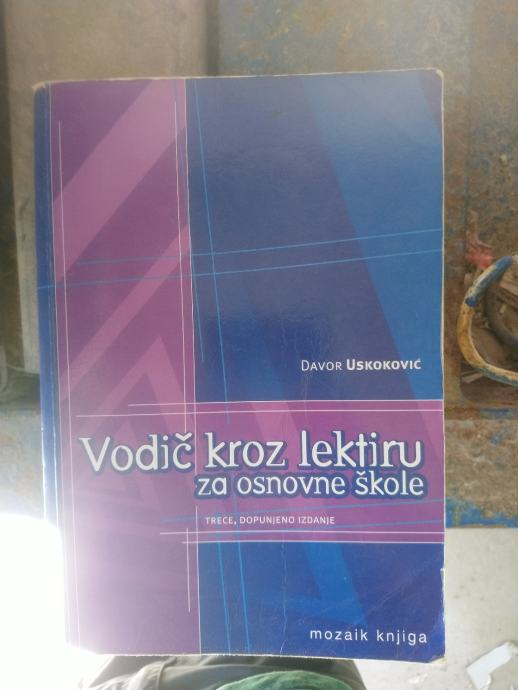 DAVOR USKOKOVIĆ
Vodič kroz lektiru
za osnovne škole
TREĆE, DOPUNJENO IZDANJE
mozaik knjiga